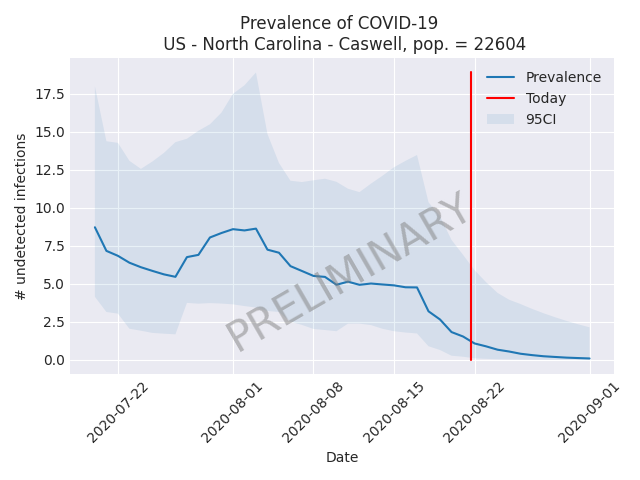 Prevalence of COVID-19
US - North Carolina - Caswell, pop. = 22604
Prevalence
Today
95CI
17.5
15.0
12.5
10.0
7.5
5.0
2.5
0.0
# undetected infections
PRELIMINARY
2020-07-22
2020-08-01
2020-08-08
2020-08-15
2020-08-22
2020-09-01
Date